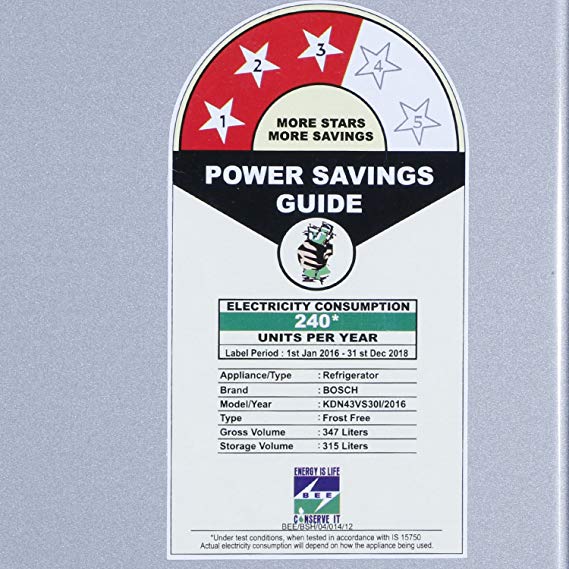 1
2
3
4
5
MORE STARS
MORE SAVINGS
POWER SAVINGS
GUIDE
ELECTRICITY CONSUMPTION
240*
UNITS PER YEAR
Label Period : 1st Jan 2016 - 31 st Dec 2018
Appliance/Type : Refrigerator
Brand : BOSCH
Model/Year : KDN43VS30I/2016
Type : Frost Free
Gross Volume : 347 Liters
Storage Volume : 315 Liters
ENERGY IS LIFE
BEE
CONSERVE IT
BEE/BSH/04/014/12
*Under test conditions, when tested in accordance with IS 15750
Actual electricity consumption will depend on how the appliance being used.